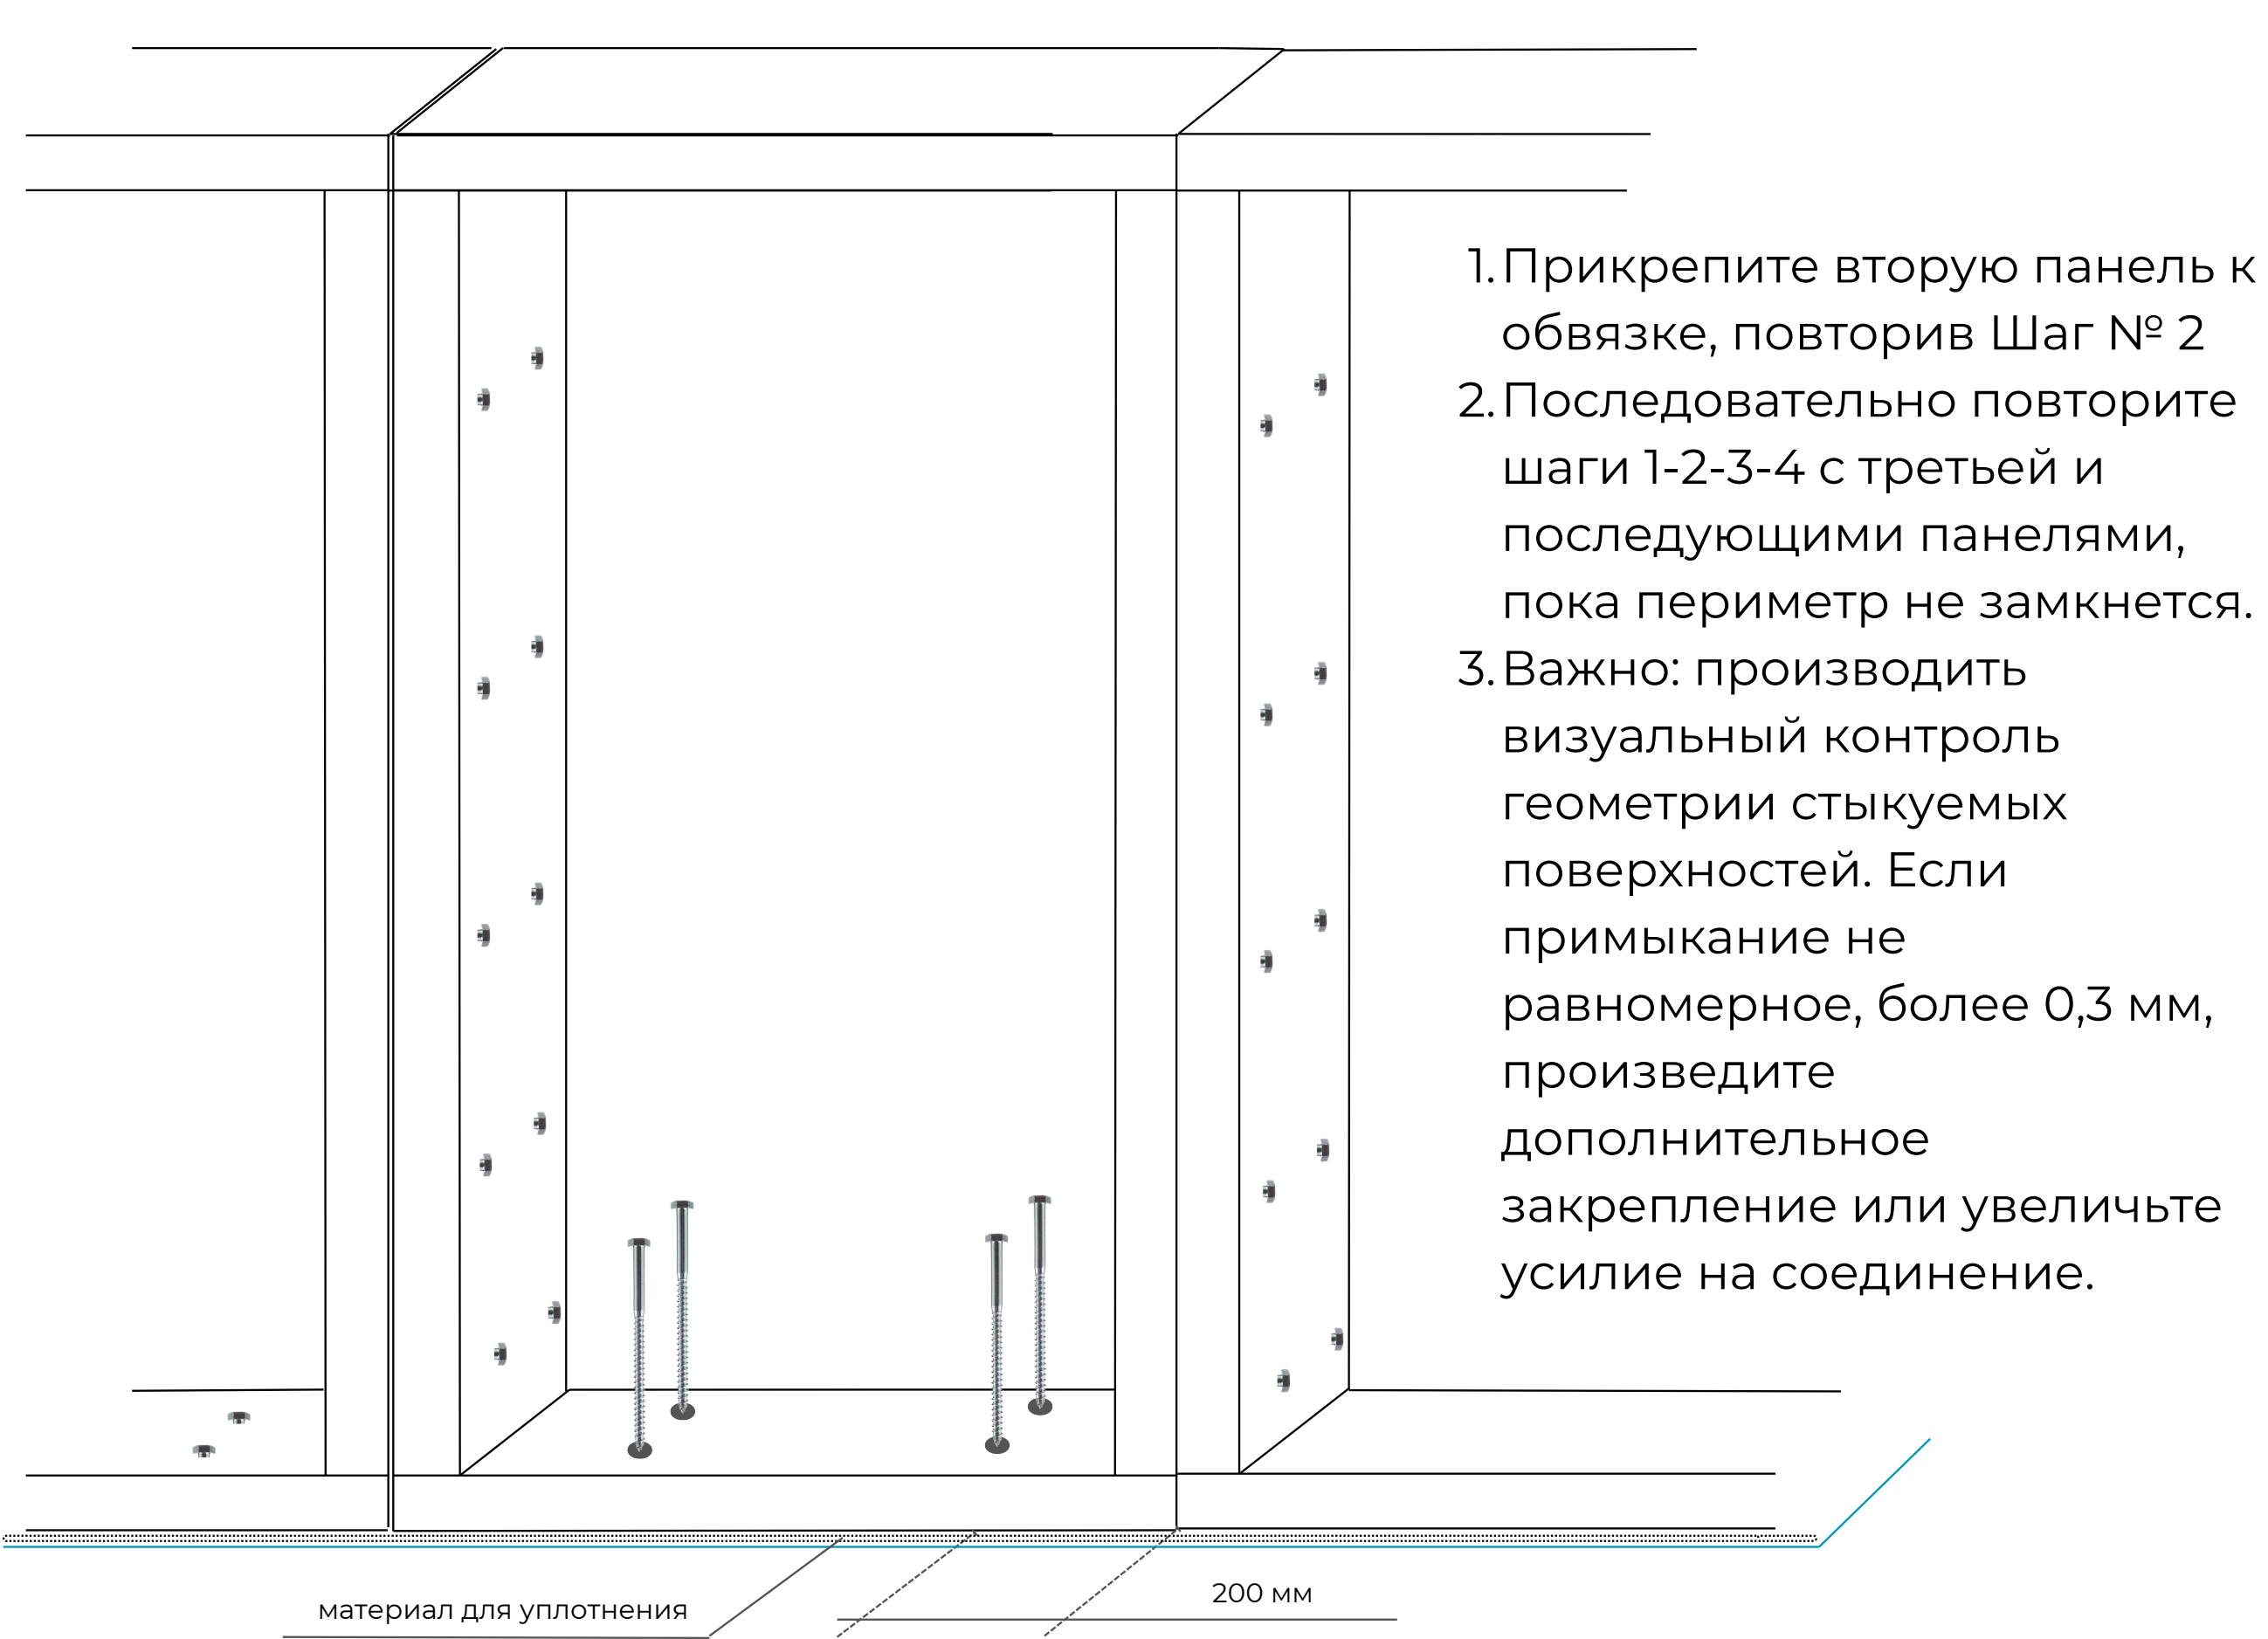 1. Прикрепите вторую панель к
обвязке, повторив Шаг № 2
2. Последовательно повторите
шаги 1-2-3-4 с третьей и
последующими панелями,
пока периметр не замкнется.
3. Важно: производить
визуальный контроль
геометрии стыкуемых
поверхностей. Если
примыкание не
равномерное, более 0,3 мм,
произведите
дополнительное
закрепление или увеличьте
усилие на соединение.
200 мм
материал для уплотнения